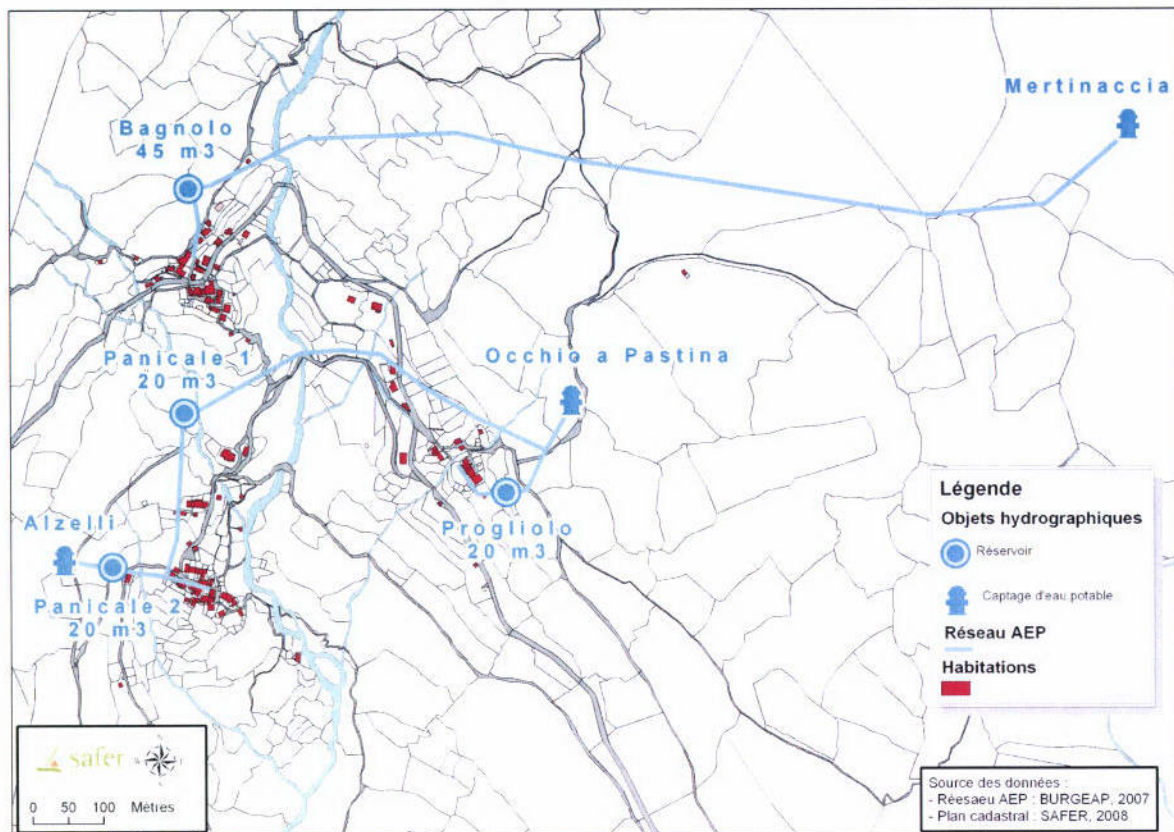 Mertinaccia
Bagnolo
45 m3
Panicale 1
20 m3
Occhio a Pastina
Progliolo
20 m3
Alzelli
Panicale 2
20 m3
Légende
Objets hydrographiques
Réservoir
Captage d'eau potable
Réseau AEP
Habitations
safer
0 50 100 Mètres
Source des données :
- Réesaeu AEP : BURGEAP, 2007
- Plan cadastral : SAFER, 2008